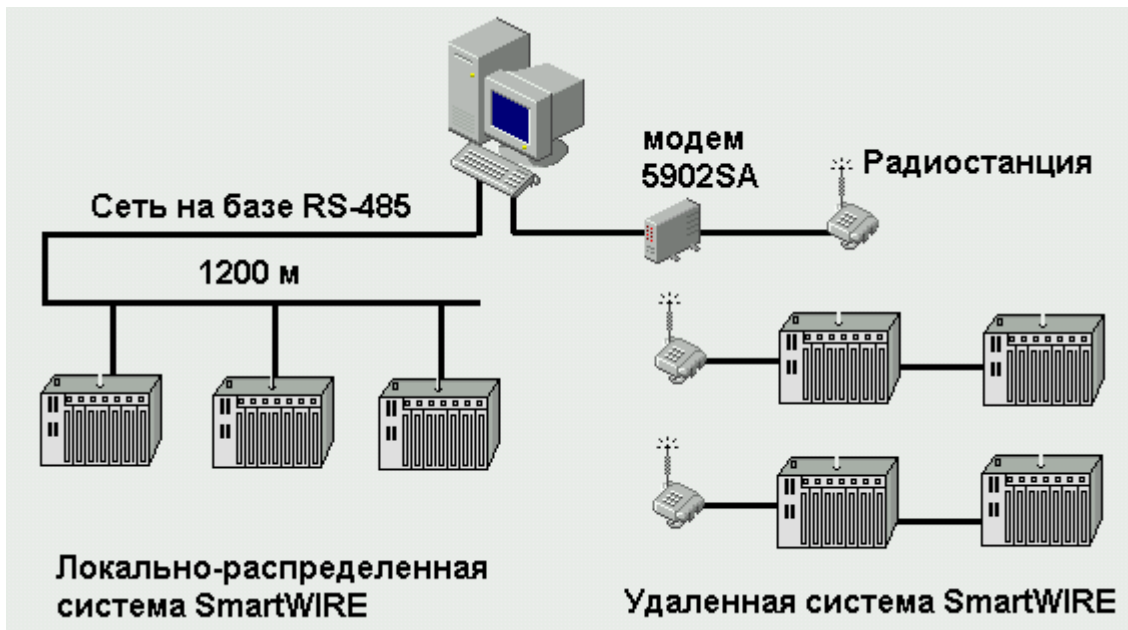 модем
5902SA
Радиостанция
Сеть на базе RS-485
1200 м
Локально-распределенная
система SmartWIRE
Удаленная система SmartWIRE